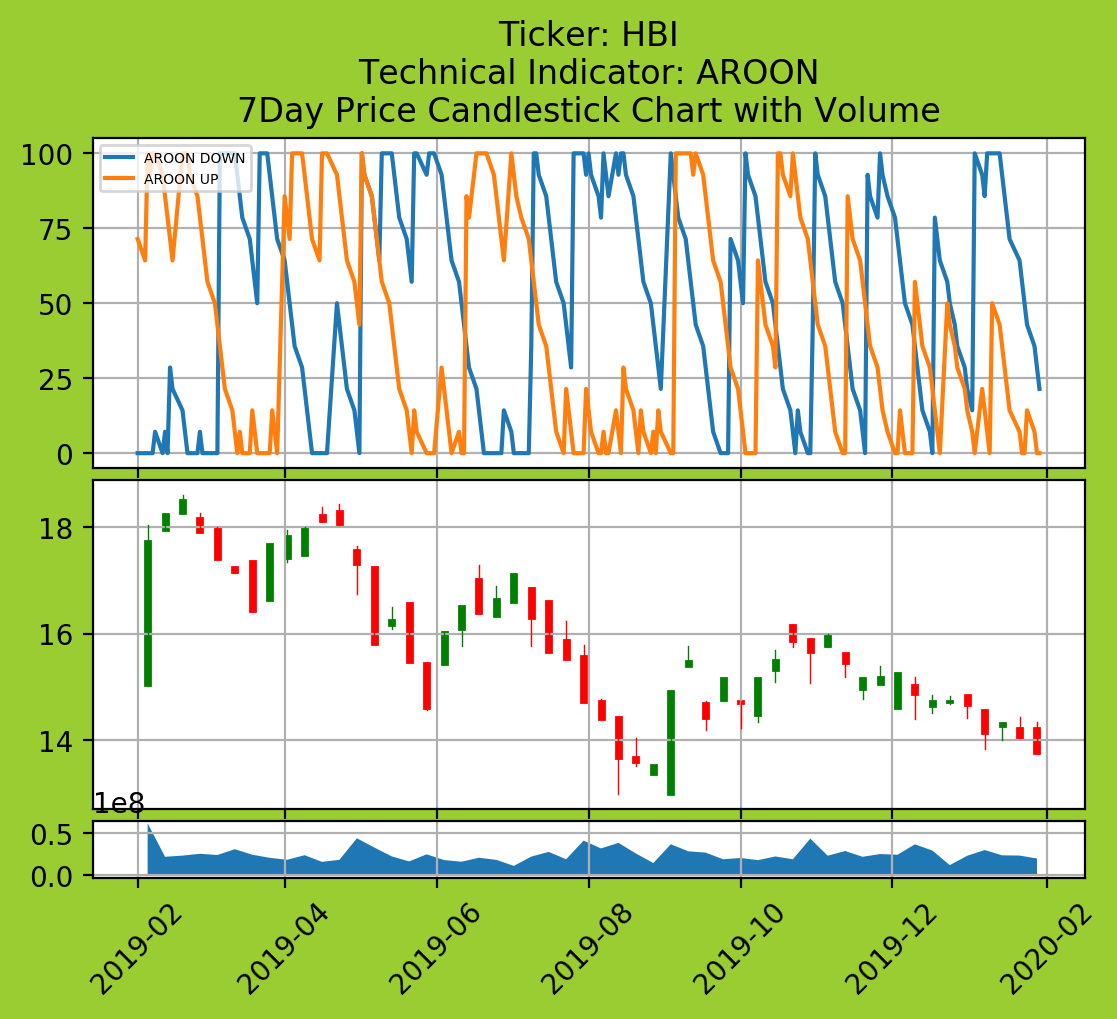 Ticker: HBI
Technical Indicator: AROON
7Day Price Candlestick Chart with Volume
100
75
50
25
0
AROON DOWN
AROON UP
18
16
14
1e8
0.5
0.0
2019-02
2019-04
2019-06
2019-08
2019-10
2019-12
2020-02